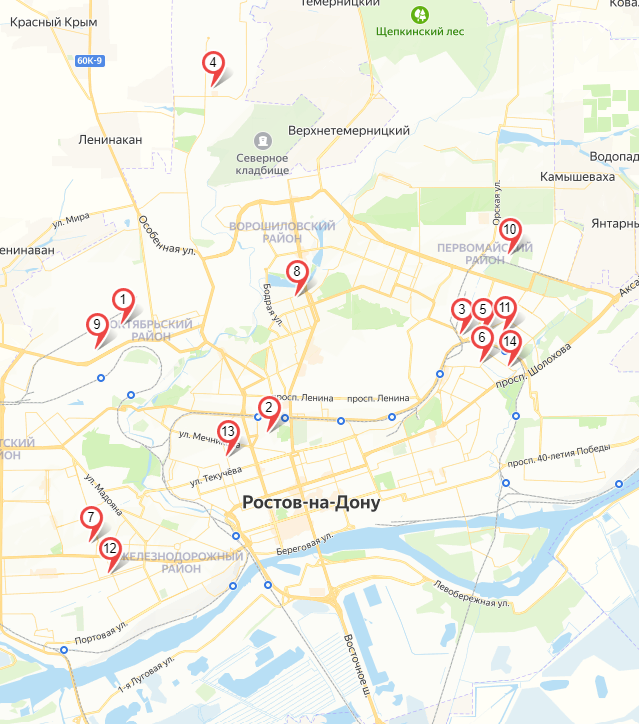 Красный Крым
Темерницкий
Щепкинский лес
60К-9
4
Ленинакан
Верхнетемерницкий
Северное
кладбище
Водопад
Камышеваха
Орская ул.
ул. Мира
Особенная ул.
ВОРОШИЛОВСКИЙ
РАЙОН
Янтарны
10
ПЕРВОМАЙСКИЙ
РАЙОН
Ленинаван
8
Бодрая ул.
Акса
1
9
ОКТЯБРЬСКИЙ
РАЙОН
3
5
11
6
14
просп. Шолохова
просп. Ленина
просп. Ленина
2
13
ул. Мечникова
ЕТСКИЙ
ЙОН
ул. Текучёва
просп. 40-летия Победы
ул. Мадояна
Ростов-на-Дону
7
12
ЖЕЛЕЗНОДОРОЖНЫЙ
РАЙОН
Береговая ул.
Левобережная ул.
Портовая ул.
1-я Луговая ул.
Восточное ш.